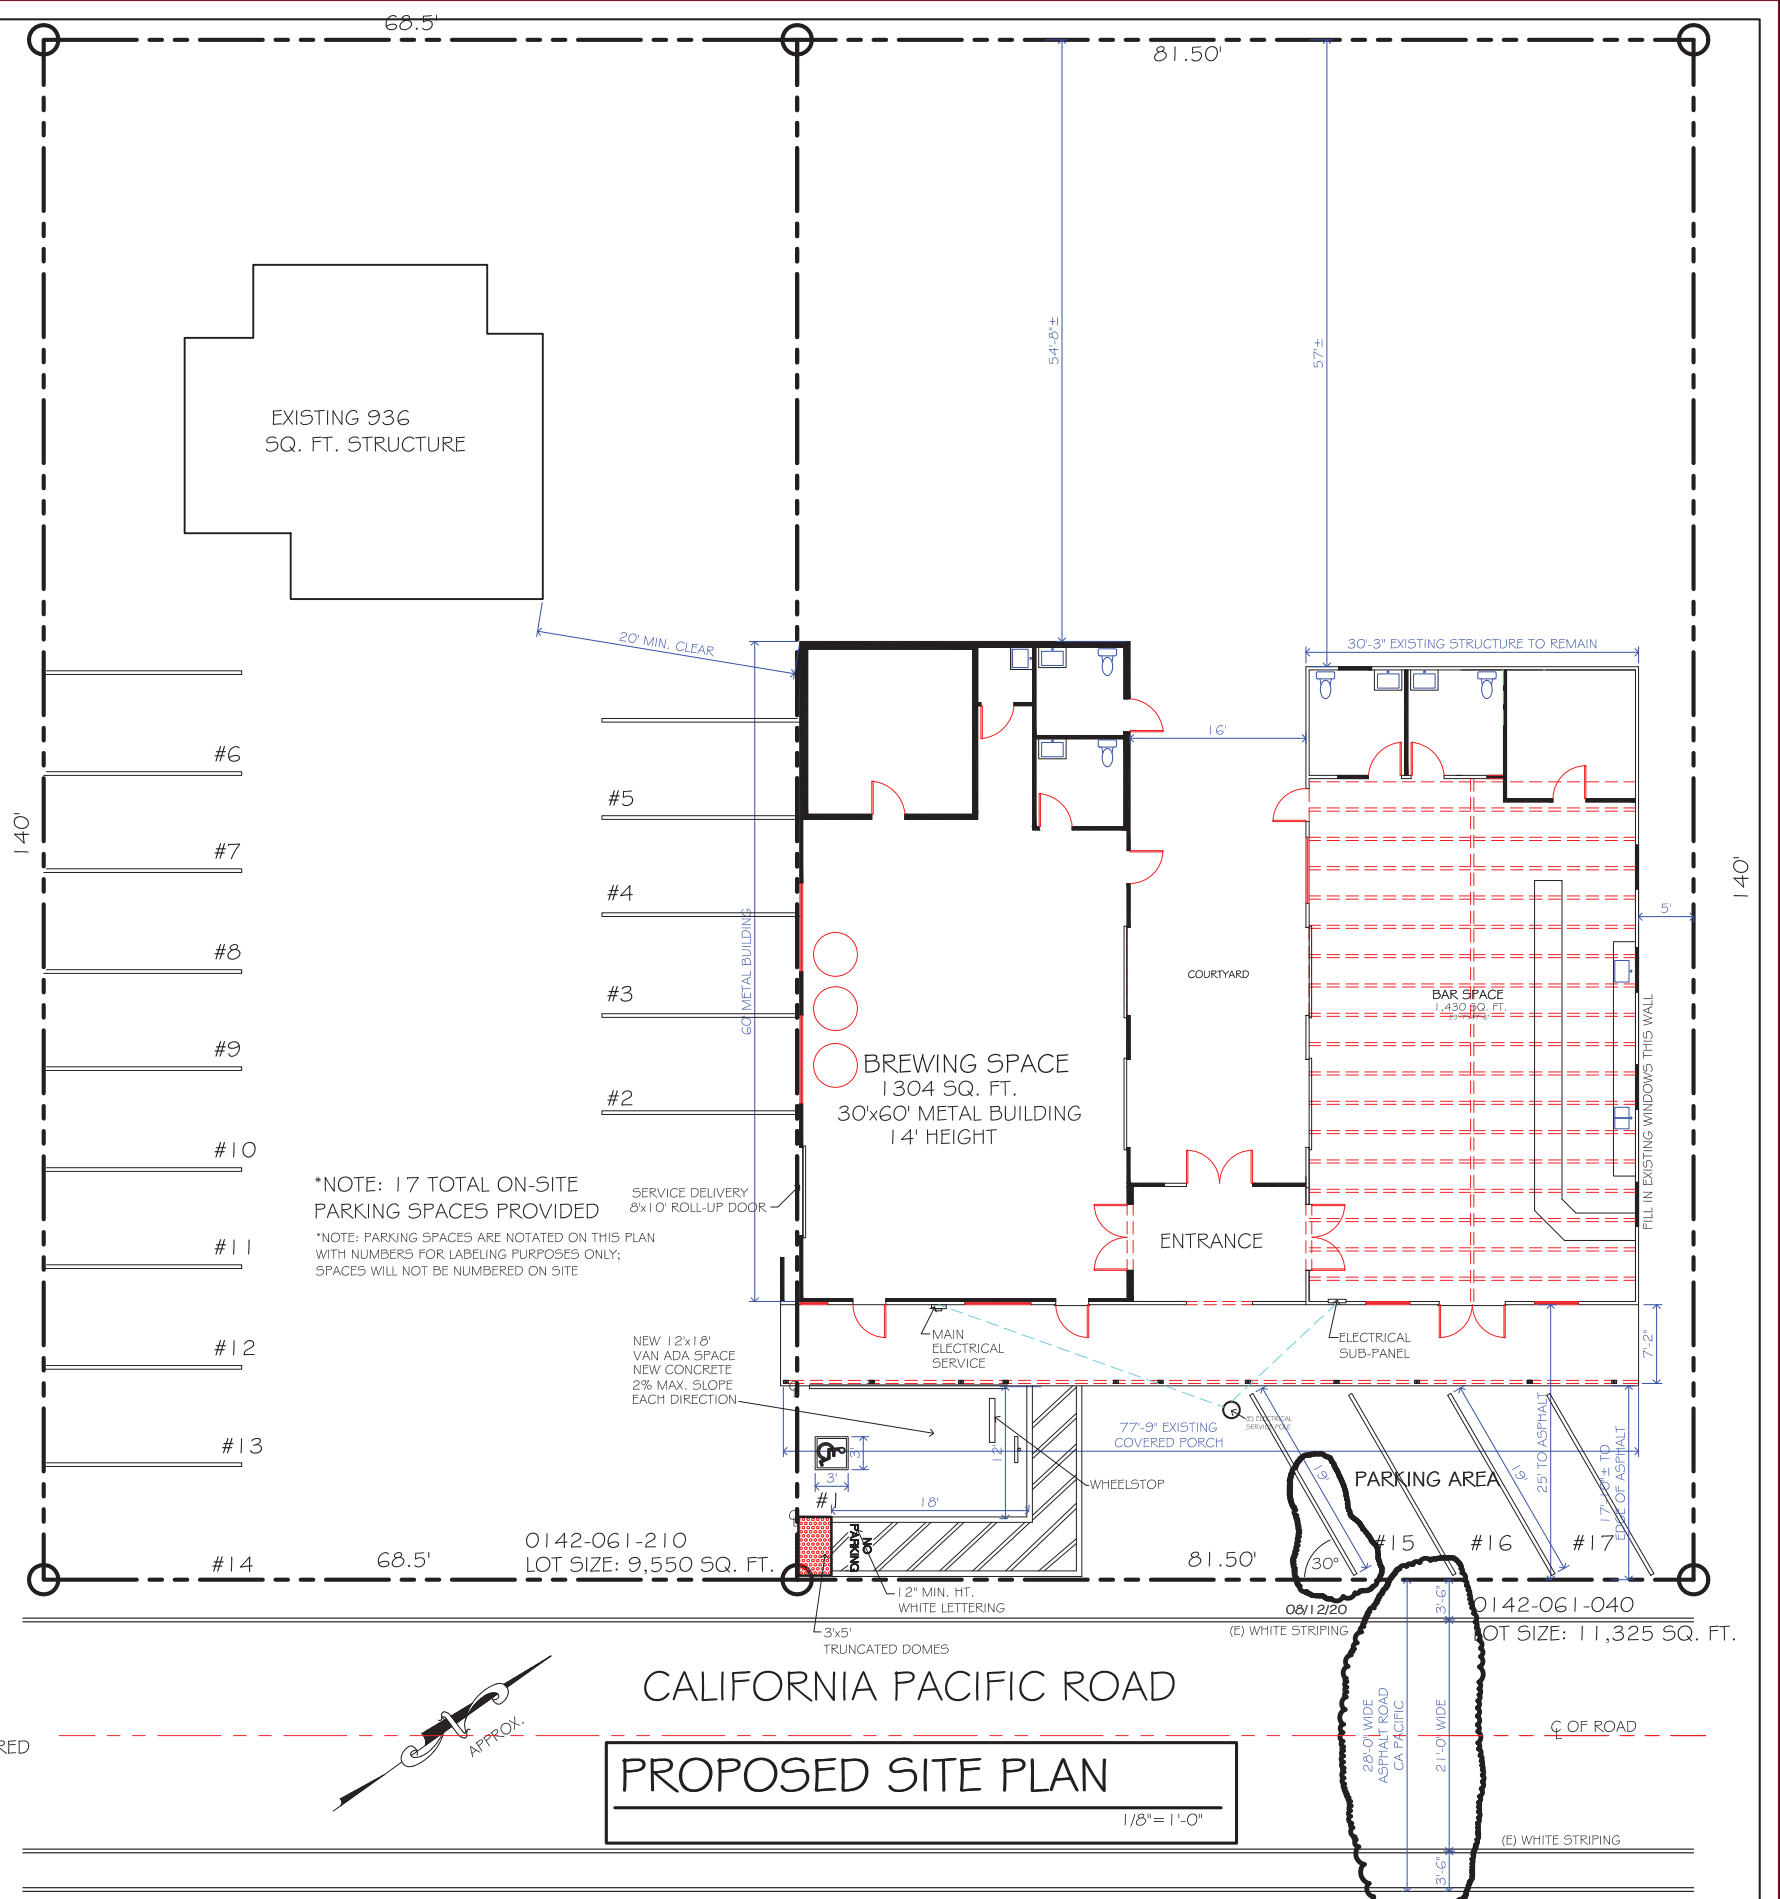 68.5'
81.50'
54'-8"±
57'±
EXISTING 936
SQ. FT. STRUCTURE
20' MIN. CLEAR
30'-3" EXISTING STRUCTURE TO REMAIN
16'
#6
#5
140'
#7
140'
#4
5'
60' METAL BUILDING
#8
COURTYARD
#3
BAR SPACE
1,430 SQ. FT.
#9
BREWING SPACE
1304 SQ. FT.
30'x60' METAL BUILDING
14' HEIGHT
FILL IN EXISTING WINDOWS THIS WALL
#2
#10
*NOTE: 17 TOTAL ON-SITE
PARKING SPACES PROVIDED
SERVICE DELIVERY
8'x10' ROLL-UP DOOR
*NOTE: PARKING SPACES ARE NOTATED ON THIS PLAN
WITH NUMBERS FOR LABELING PURPOSES ONLY;
SPACES WILL NOT BE NUMBERED ON SITE
#11
ENTRANCE
#12
NEW 12'x18'
VAN ADA SPACE
NEW CONCRETE
2% MAX. SLOPE
EACH DIRECTION
MAIN
ELECTRICAL
SERVICE
ELECTRICAL
SUB-PANEL
7'-2"
(E) ELECTRICAL
SERVICE POLE
77'-9" EXISTING
COVERED PORCH
25' TO ASPHALT
17'-10"± TO
EDGE OF ASPHALT
#13
3'
3'
12'
18'
WHEELSTOP
19'
19'
PARKING AREA
#1
NO
PARKING
#14
68.5'
0142-061-210
LOT SIZE: 9,550 SQ. FT.
81.50'
30°
#15
#16
#17
12" MIN. HT.
WHITE LETTERING
08/12/20
(E) WHITE STRIPING
3'-6"
0142-061-040
LOT SIZE: 11,325 SQ. FT.
3'x5'
TRUNCATED DOMES
CALIFORNIA PACIFIC ROAD
28'-0" WIDE
ASPHALT ROAD
CA PACIFIC
21'-0" WIDE
℄ OF ROAD
RED
APPROX.
PROPOSED SITE PLAN
1/8"=1'-0"
(E) WHITE STRIPING
3'-6"